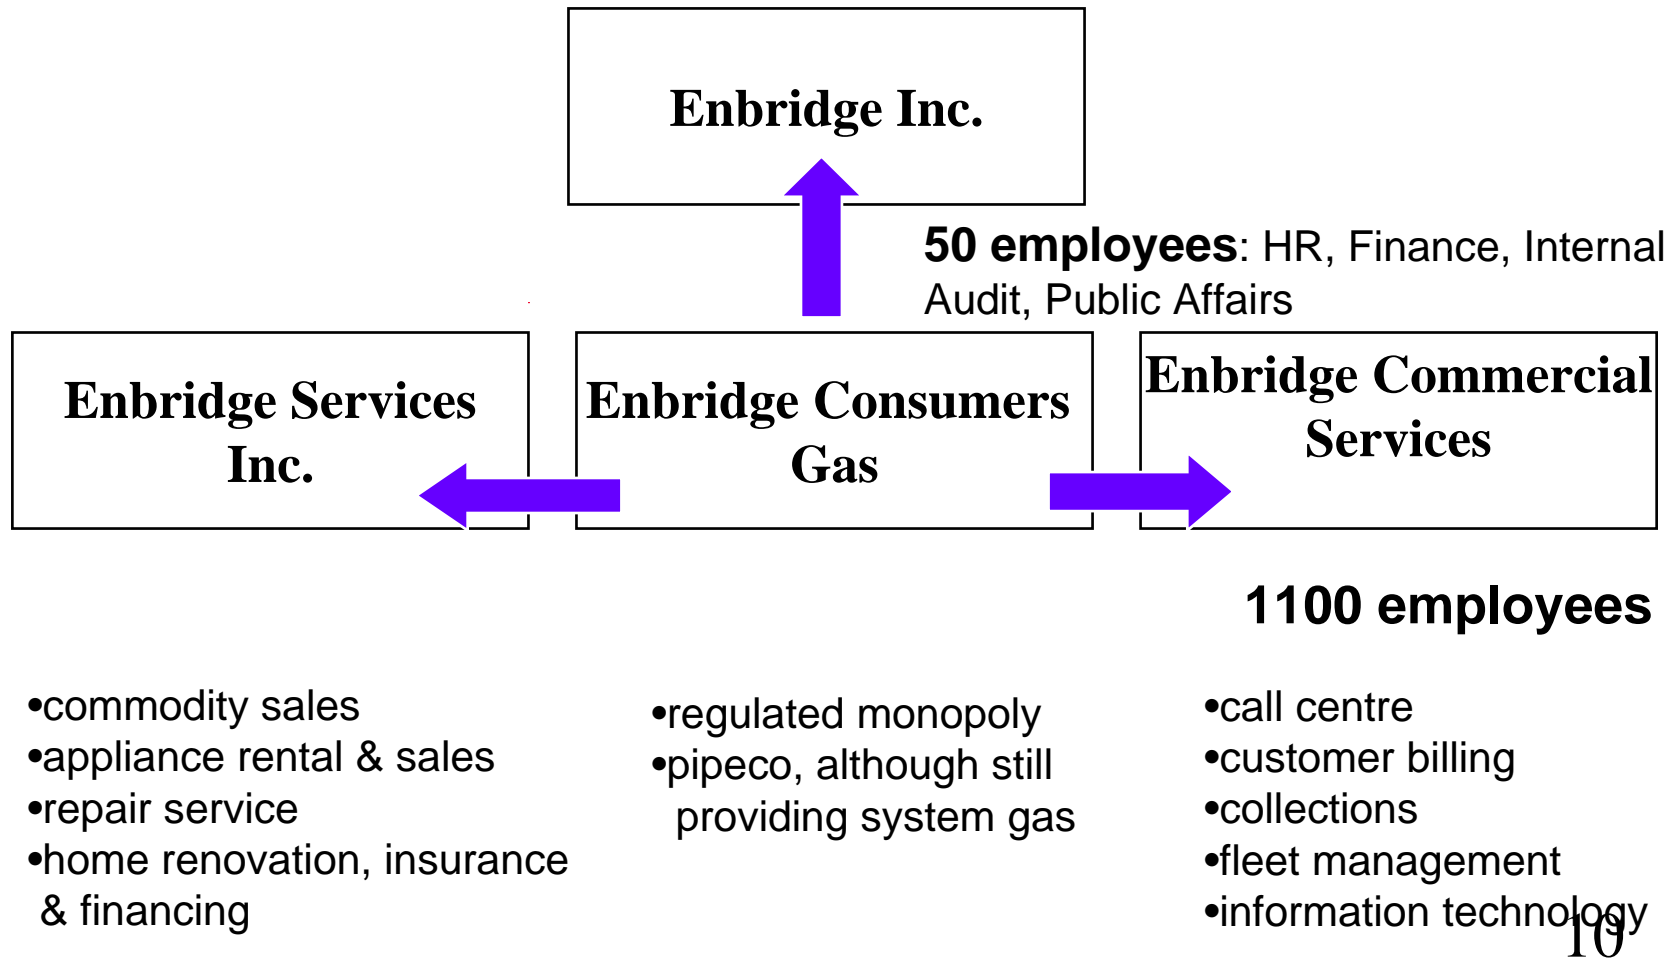 Enbridge Inc.
50 employees: HR, Finance, Internal
Audit, Public Affairs
Enbridge Services
Inc.
Enbridge Consumers
Gas
Enbridge Commercial
Services
1100 employees
•commodity sales
•appliance rental & sales
•repair service
•home renovation, insurance
& financing
•regulated monopoly
•pipeco, although still
providing system gas
•call centre
•customer billing
•collections
•fleet management
•information technology
10